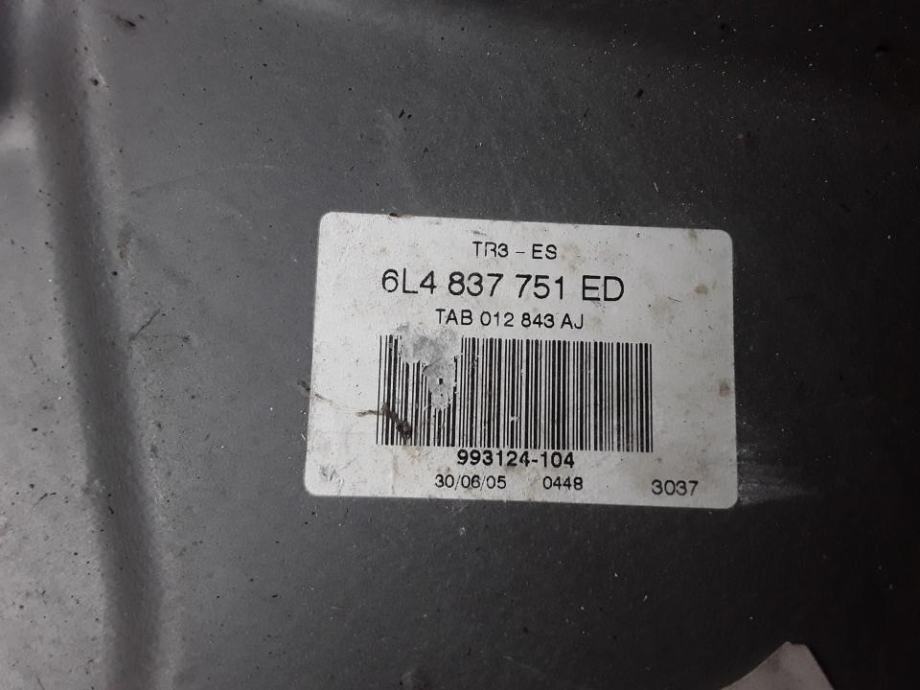 TR3 - ES
6L4 837 751 ED
TAB 012 843 AJ
993124-104
30/06/05 0448 3037